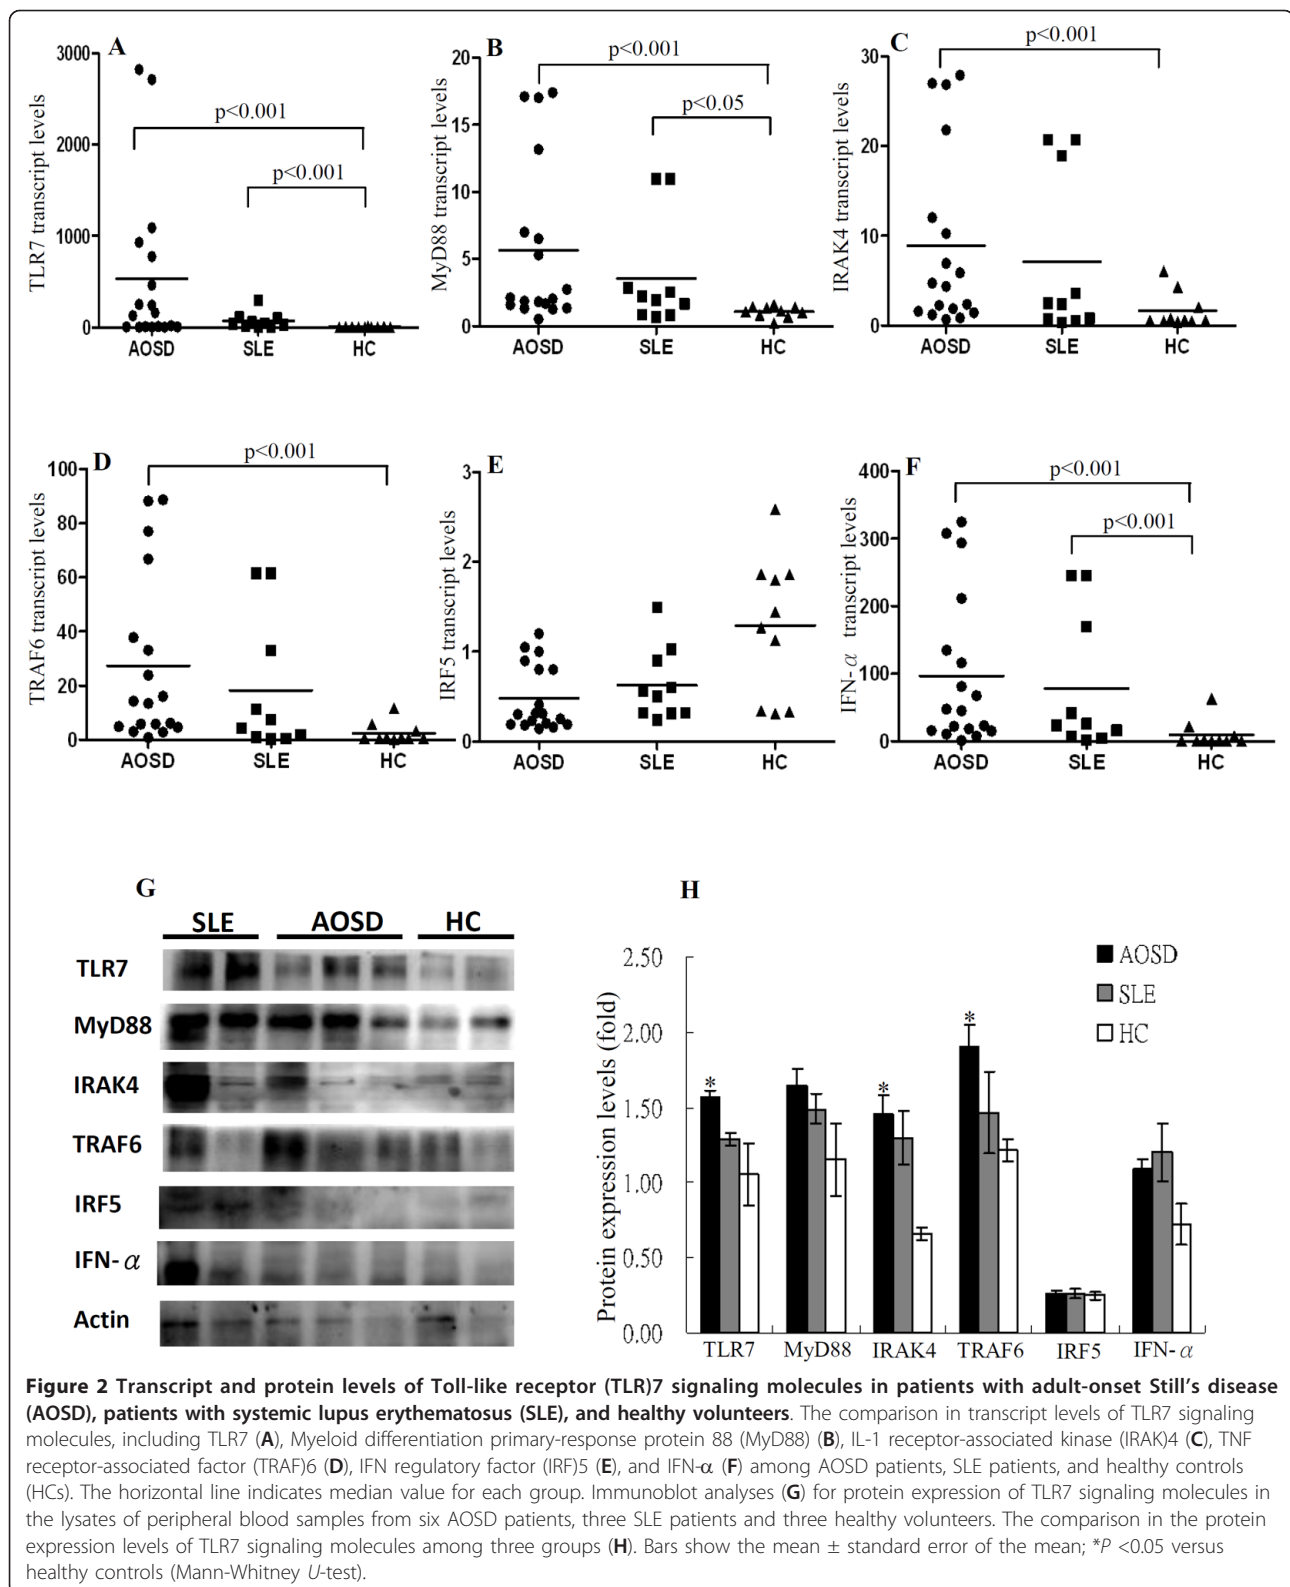 A
3000
2000
1000
0
TLR7 transcript levels
p<0.001
p<0.001
AOSD SLE HC
B
20
15
10
5
0
MyD88 transcript levels
p<0.001
p<0.05
AOSD SLE HC
C
30
20
10
0
IRAK4 transcript levels
p<0.001
AOSD SLE HC
D
100
80
60
40
20
0
TRAF6 transcript levels
p<0.001
AOSD SLE HC
E
3
2
1
0
IRF5 transcript levels
AOSD SLE HC
F
400
300
200
100
0
IFN-α transcript levels
p<0.001
p<0.001
AOSD SLE HC
G
SLE AOSD HC
TLR7
MyD88
IRAK4
TRAF6
IRF5
IFN-α
Actin
H
2.50
2.00
1.50
1.00
0.50
0.00
Protein expression levels (fold)
AOSD
SLE
HC
*
*
*
TLR7 MyD88 IRAK4 TRAF6 IRF5 IFN-α
Figure 2 Transcript and protein levels of Toll-like receptor (TLR)7 signaling molecules in patients with adult-onset Still's disease
(AOSD), patients with systemic lupus erythematosus (SLE), and healthy volunteers. The comparison in transcript levels of TLR7 signaling
molecules, including TLR7 (A), Myeloid differentiation primary-response protein 88 (MyD88) (B), IL-1 receptor-associated kinase (IRAK)4 (C), TNF
receptor-associated factor (TRAF)6 (D), IFN regulatory factor (IRF)5 (E), and IFN-α (F) among AOSD patients, SLE patients, and healthy controls
(HCs). The horizontal line indicates median value for each group. Immunoblot analyses (G) for protein expression of TLR7 signaling molecules in
the lysates of peripheral blood samples from six AOSD patients, three SLE patients and three healthy volunteers. The comparison in the protein
expression levels of TLR7 signaling molecules among three groups (H). Bars show the mean ± standard error of the mean; *P <0.05 versus
healthy controls (Mann-Whitney U-test).